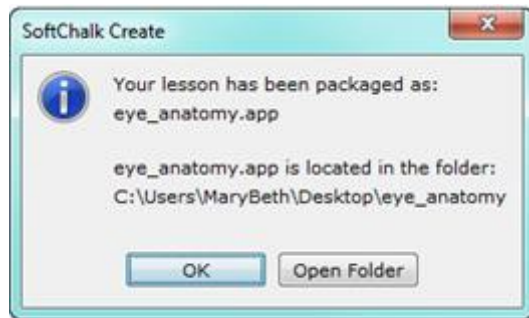 SoftChalk Create
Your lesson has been packaged as:
eye_anatomy.app
eye_anatomy.app is located in the folder:
C:\Users\MaryBeth\Desktop\eye_anatomy
OK Open Folder